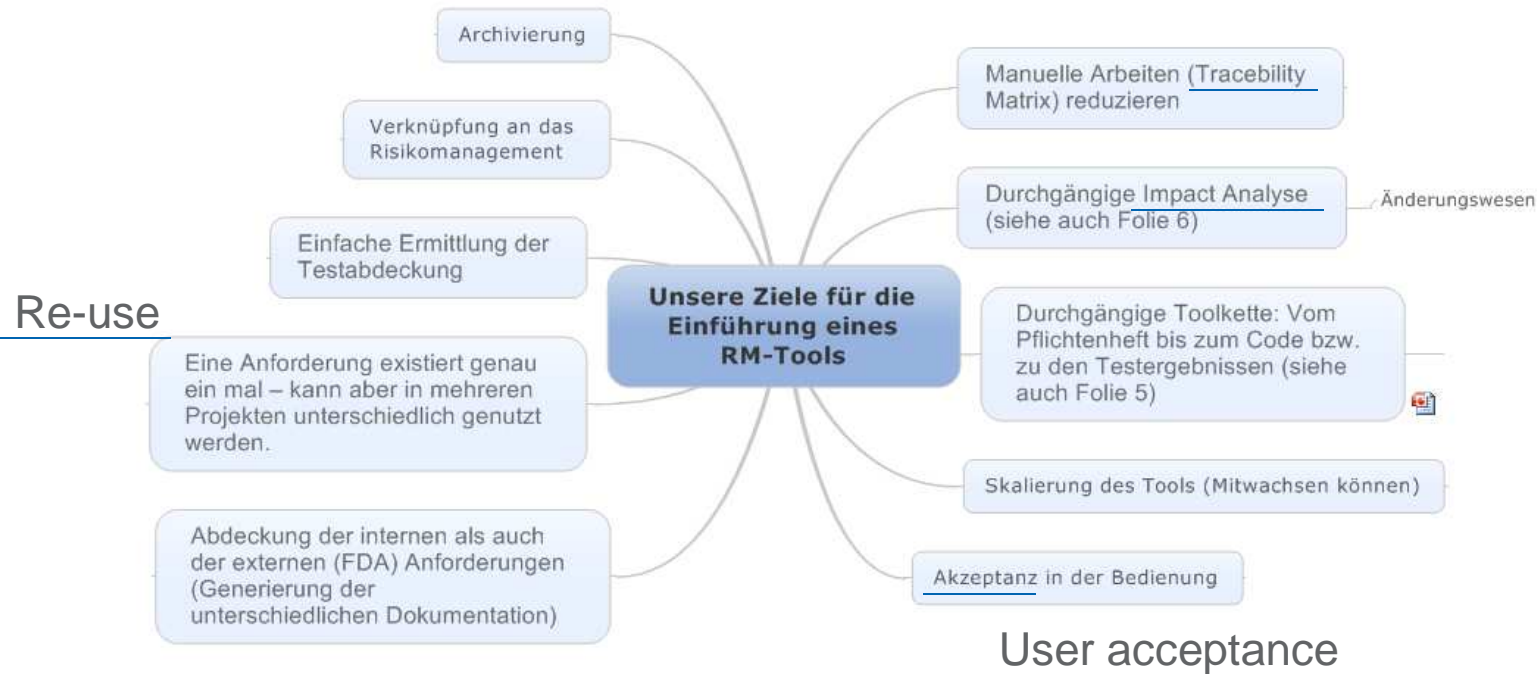 Archivierung
Verknüpfung an das
Risikomanagement
Einfache Ermittlung der
Testabdeckung
Re-use
Eine Anforderung existiert genau
ein mal – kann aber in mehreren
Projekten unterschiedlich genutzt
werden.
Abdeckung der internen als auch
der externen (FDA) Anforderungen
(Generierung der
unterschiedlichen Dokumentation)
Unsere Ziele für die
Einführung eines
RM-Tools
Manuelle Arbeiten (Tracebility
Matrix) reduzieren
Durchgängige Impact Analyse
(siehe auch Folie 6)
Änderungswesen
Durchgängige Toolkette: Vom
Pflichtenheft bis zum Code bzw.
zu den Testergebnissen (siehe
auch Folie 5)
Skalierung des Tools (Mitwachsen können)
Akzeptanz in der Bedienung
User acceptance